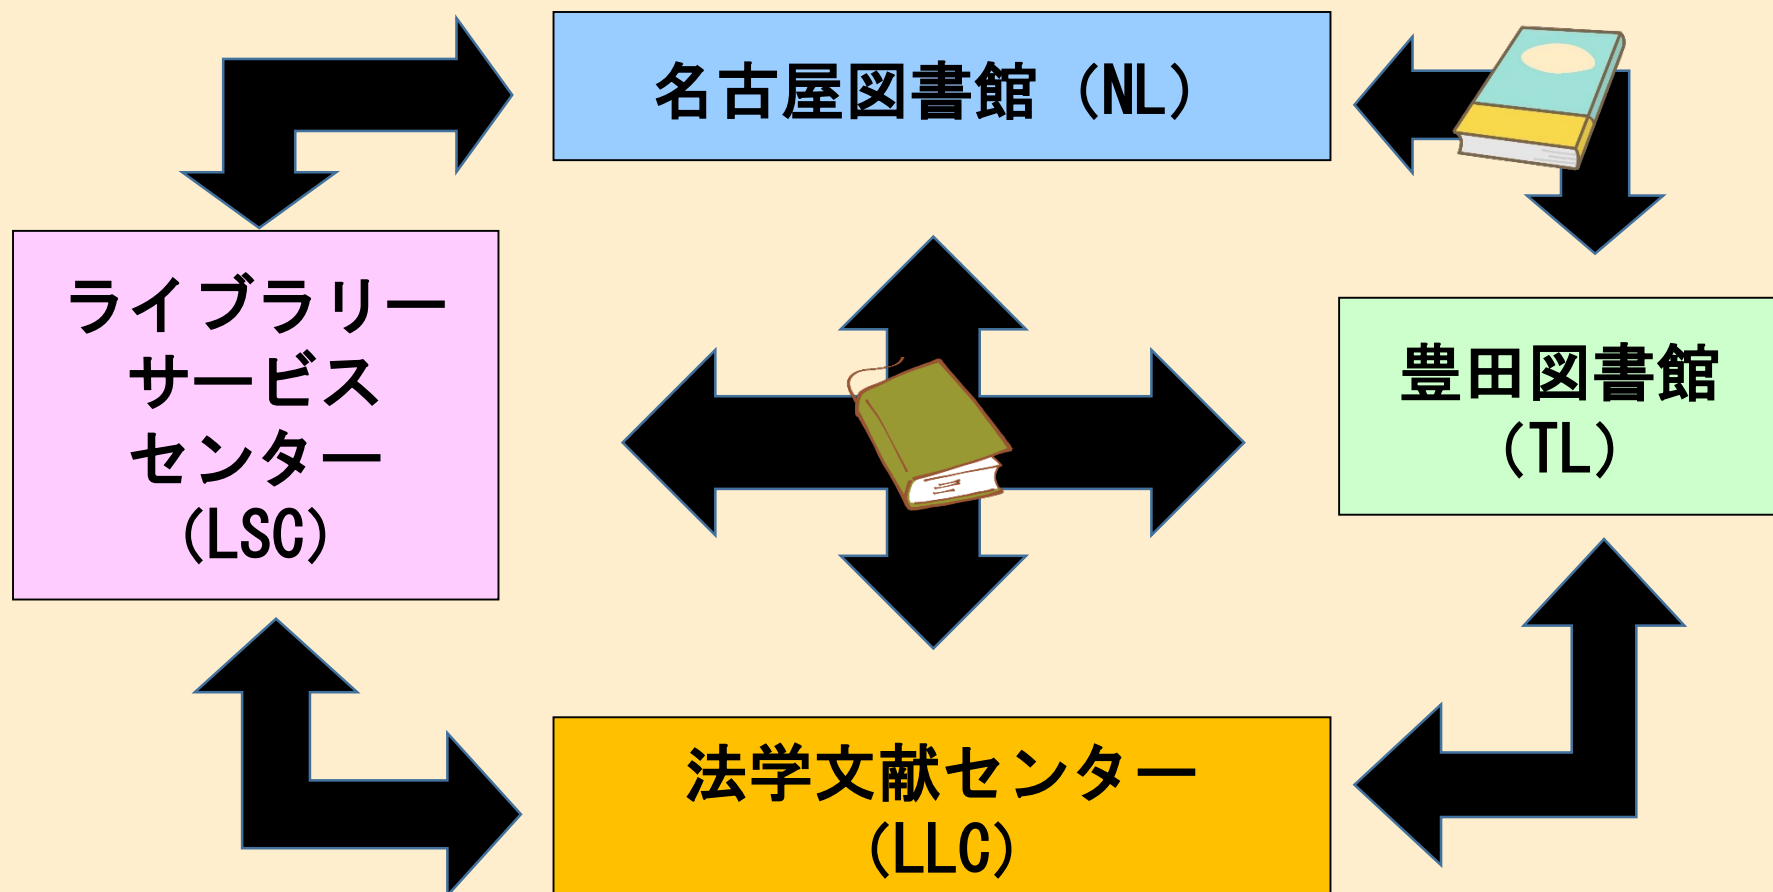 名古屋図書館（NL）
ライブラリー
サービス
センター
(LSC)
豊田図書館
(TL)
法学文献センター
(LLC)